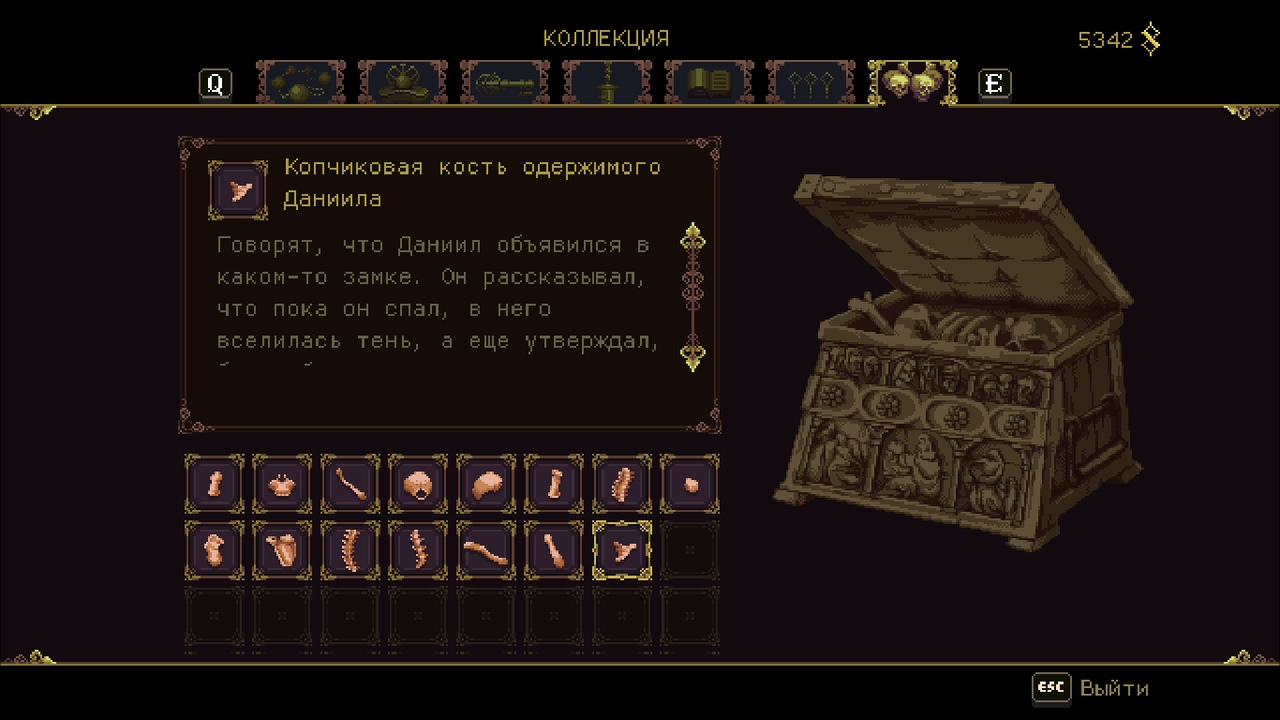 КОЛЛЕКЦИЯ
5342
Q
E
Копчиковая кость одержимого
Даниила
Говорят, что Даниил объявился в
каком-то замке. Он рассказывал,
что пока он спал, в него
вселилась тень, а еще утверждал,
ESC Выйти